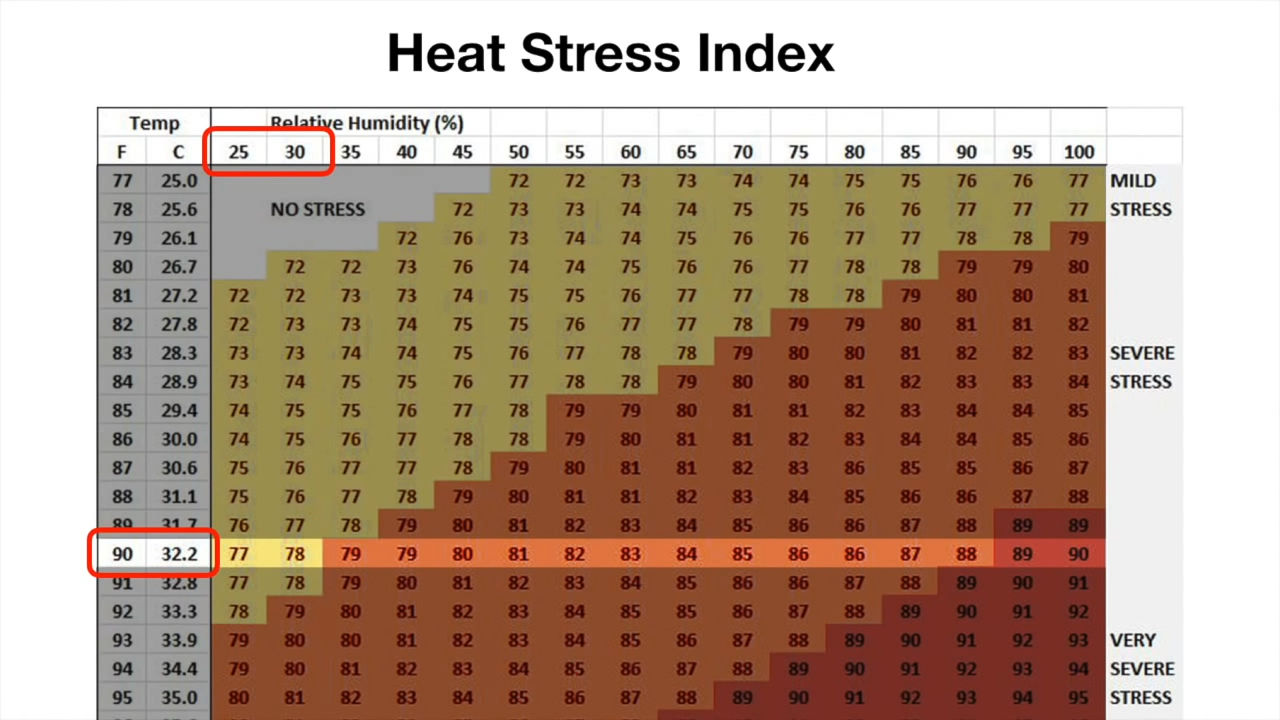 Heat Stress Index
Temp Relative Humidity (%)
F C 25 30 35 40 45 50 55 60 65 70 75 80 85 90 95 100
77 25.0 72 72 73 73 74 74 75 75 76 76 77 MILD
78 25.6 NO STRESS 72 73 73 74 74 75 75 76 76 77 77 77 STRESS
79 26.1 72 76 73 74 74 75 76 76 77 77 78 78 79
80 26.7 72 72 73 76 74 74 75 76 76 77 78 78 79 79 80
81 27.2 72 72 73 73 74 75 75 76 77 77 78 78 79 80 80 81
82 27.8 72 73 73 74 75 75 76 77 77 78 79 79 80 81 81 82
83 28.3 73 73 74 74 75 76 77 78 78 79 80 80 81 82 82 83 SEVERE
84 28.9 73 74 75 75 76 77 78 78 79 80 80 81 82 83 83 84 STRESS
85 29.4 74 75 75 76 77 78 79 79 80 81 81 82 83 84 84 85
86 30.0 74 75 76 77 78 78 79 80 81 81 82 83 84 84 85 86
87 30.6 75 76 77 77 78 79 80 81 81 82 83 86 85 85 86 87
88 31.1 75 76 77 78 79 80 81 81 82 83 84 85 86 86 87 88
89 31.7 76 77 78 79 80 81 82 83 84 85 86 86 87 88 89 89
90 32.2 77 78 79 79 80 81 82 83 84 85 86 86 87 88 89 90
91 32.8 77 78 79 80 81 82 83 84 85 86 86 87 88 89 90 91
92 33.3 78 79 80 81 82 83 84 85 85 86 87 88 89 90 91 92
93 33.9 79 80 80 81 82 83 84 85 86 87 88 89 90 91 92 93 VERY
94 34.4 79 80 81 82 83 84 85 86 87 88 89 90 91 92 93 94 SEVERE
95 35.0 80 81 82 83 84 85 86 87 88 89 90 91 92 93 94 95 STRESS